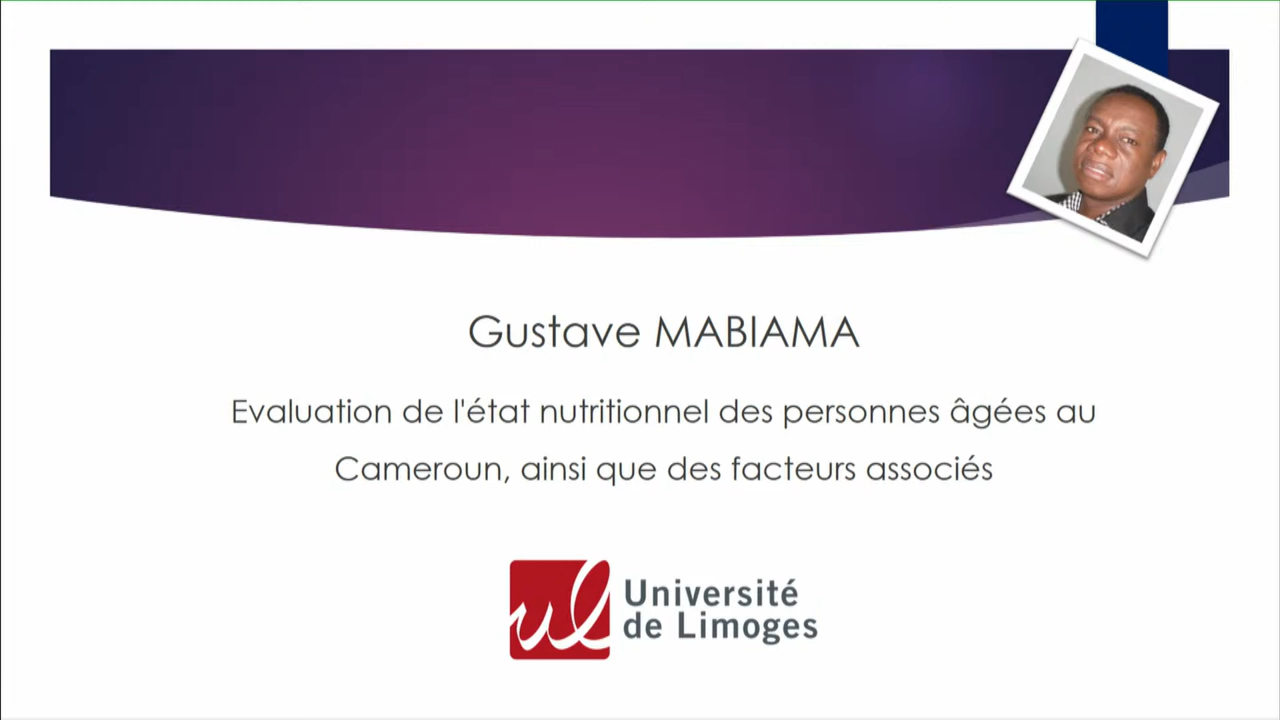 Gustave MABIAMA
Evaluation de l'état nutritionnel des personnes âgées au
Cameroun, ainsi que des facteurs associés
ul
Université
de Limoges